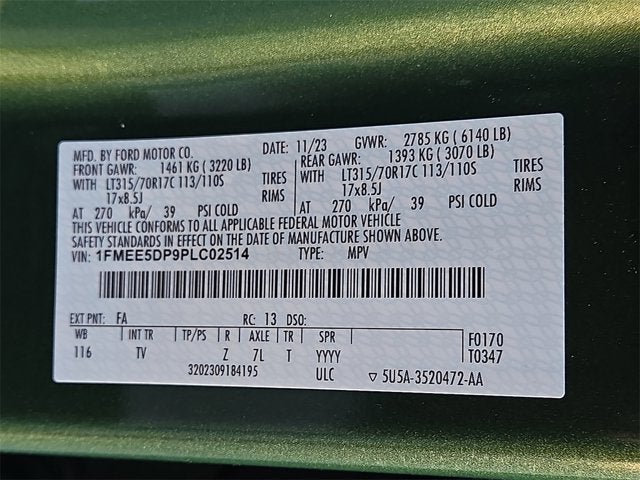 MFD. BY FORD MOTOR CO. DATE: 11/23 GVWR: 2785 KG ( 6140 LB)
FRONT GAWR: 1461 KG ( 3220 LB) REAR GAWR: 1393 KG ( 3070 LB)
WITH LT315/70R17C 113/110S TIRES WITH LT315/70R17C 113/110S TIRES
17x8.5J RIMS 17x8.5J RIMS
AT 270 kPa/ 39 PSI COLD AT 270 kPa/ 39 PSI COLD
THIS VEHICLE CONFORMS TO ALL APPLICABLE FEDERAL MOTOR VEHICLE
SAFETY STANDARDS IN EFFECT ON THE DATE OF MANUFACTURE SHOWN ABOVE.
VIN: 1FMEE5DP9PLC02514 TYPE: MPV
EXT PNT: FA RC: 13 DSO:
WB INT TR TP/PS R AXLE TR SPR F0170
116 TV Z 7L T YYYY T0347
3202309184195 ULC ▽ 5U5A-3520472-AA